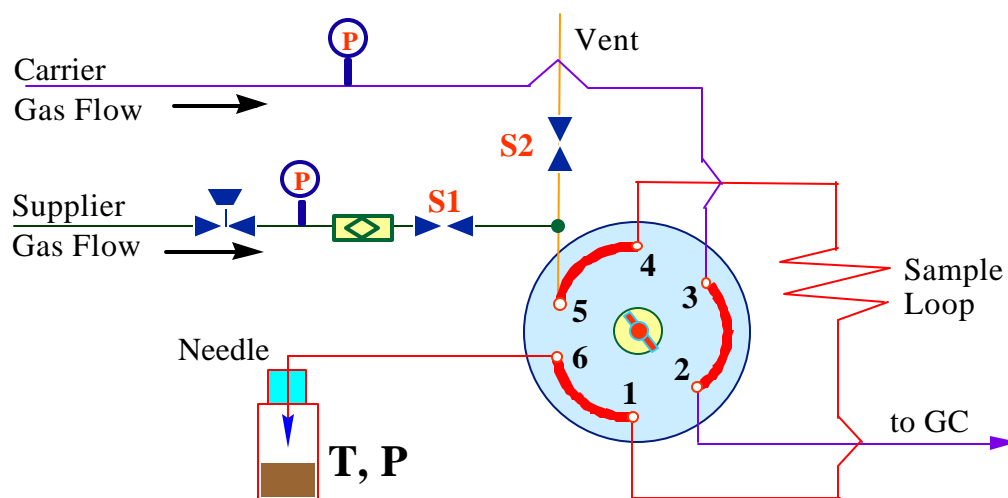 Vent
P
Carrier
Gas Flow
S2
P
Supplier
S1
Gas Flow
4
3
Sample
Loop
5
Needle
6
2
1
to GC
T, P